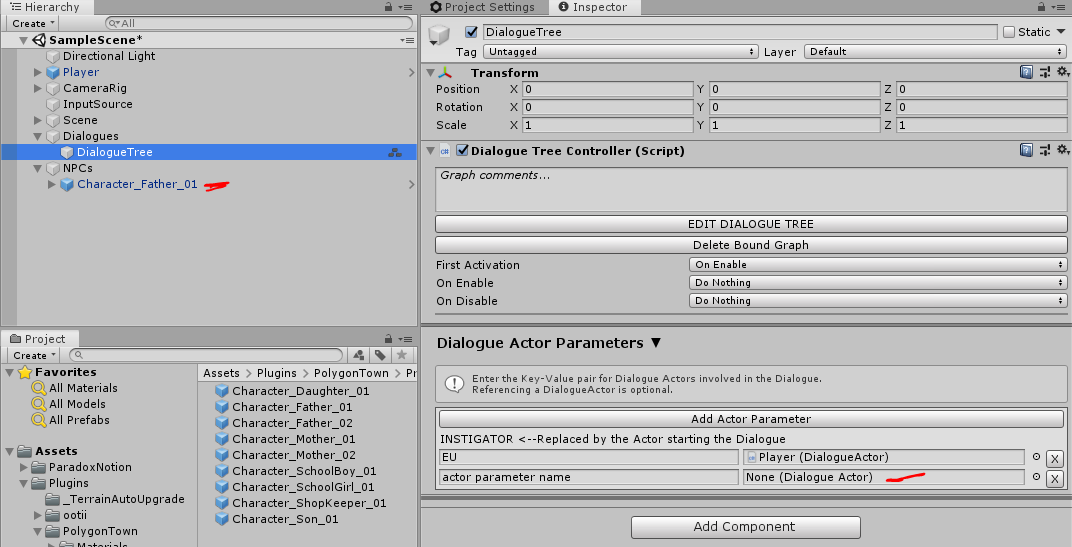 Hierarchy
Create
All
SampleScene*
Directional Light
Player
CameraRig
InputSource
Scene
Dialogues
DialogueTree
NPCs
Character_Father_01
Project
Create
Favorites
All Materials
All Models
All Prefabs
Assets
ParadoxNotion
Plugins
_TerrainAutoUpgrade
ootii
PolygonTown
Materials
Assets Plugins PolygonTown Pr
Character_Daughter_01
Character_Father_01
Character_Father_02
Character_Mother_01
Character_Mother_02
Character_SchoolBoy_01
Character_SchoolGirl_01
Character_ShopKeeper_01
Character_Son_01
Project Settings Inspector
DialogueTree Static
Tag Untagged Layer Default
Transform
Position X 0 Y 0 Z 0
Rotation X 0 Y 0 Z 0
Scale X 1 Y 1 Z 1
Dialogue Tree Controller (Script)
Graph comments...
EDIT DIALOGUE TREE
Delete Bound Graph
First Activation On Enable
On Enable Do Nothing
On Disable Do Nothing
Dialogue Actor Parameters ▼
Enter the Key-Value pair for Dialogue Actors involved in the Dialogue.
Referencing a DialogueActor is optional.
Add Actor Parameter
INSTIGATOR <--Replaced by the Actor starting the Dialogue
EU Player (DialogueActor) X
actor parameter name None (Dialogue Actor) X
Add Component